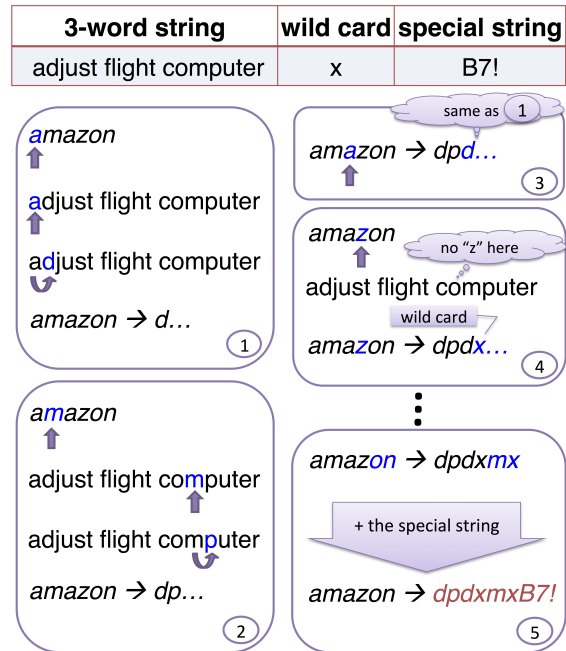 3-word string wild card special string
adjust flight computer x B7!
amazon
adjust flight computer
adjust flight computer
amazon → d...
1
amazon
adjust flight computer
adjust flight computer
amazon → dp...
2
same as 1
amazon → dpd...
3
amazon
no “z” here
adjust flight computer
wild card
amazon → dpdx...
4
amazon → dpdxmx
+ the special string
amazon → dpdxmxB7!
5